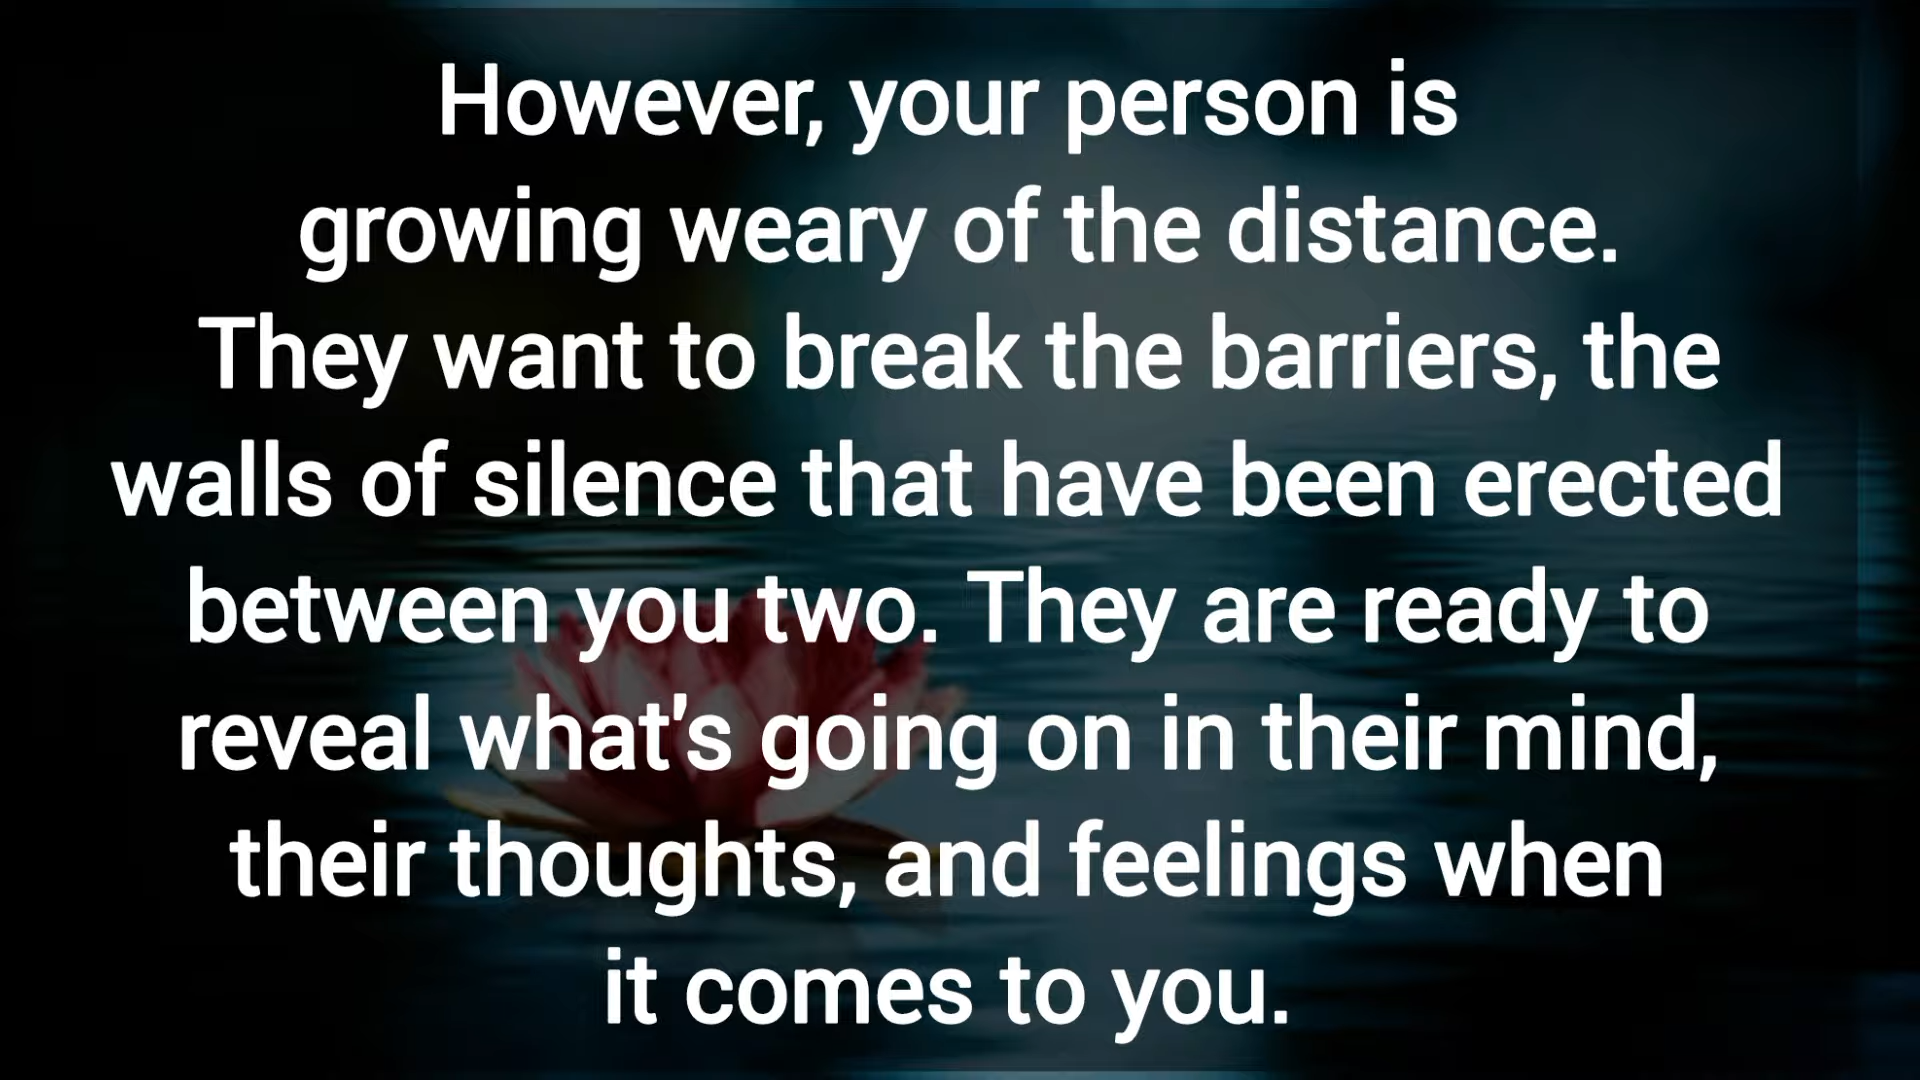 However, your person is
growing weary of the distance.
They want to break the barriers, the
walls of silence that have been erected
between you two. They are ready to
reveal what's going on in their mind,
their thoughts, and feelings when
it comes to you.